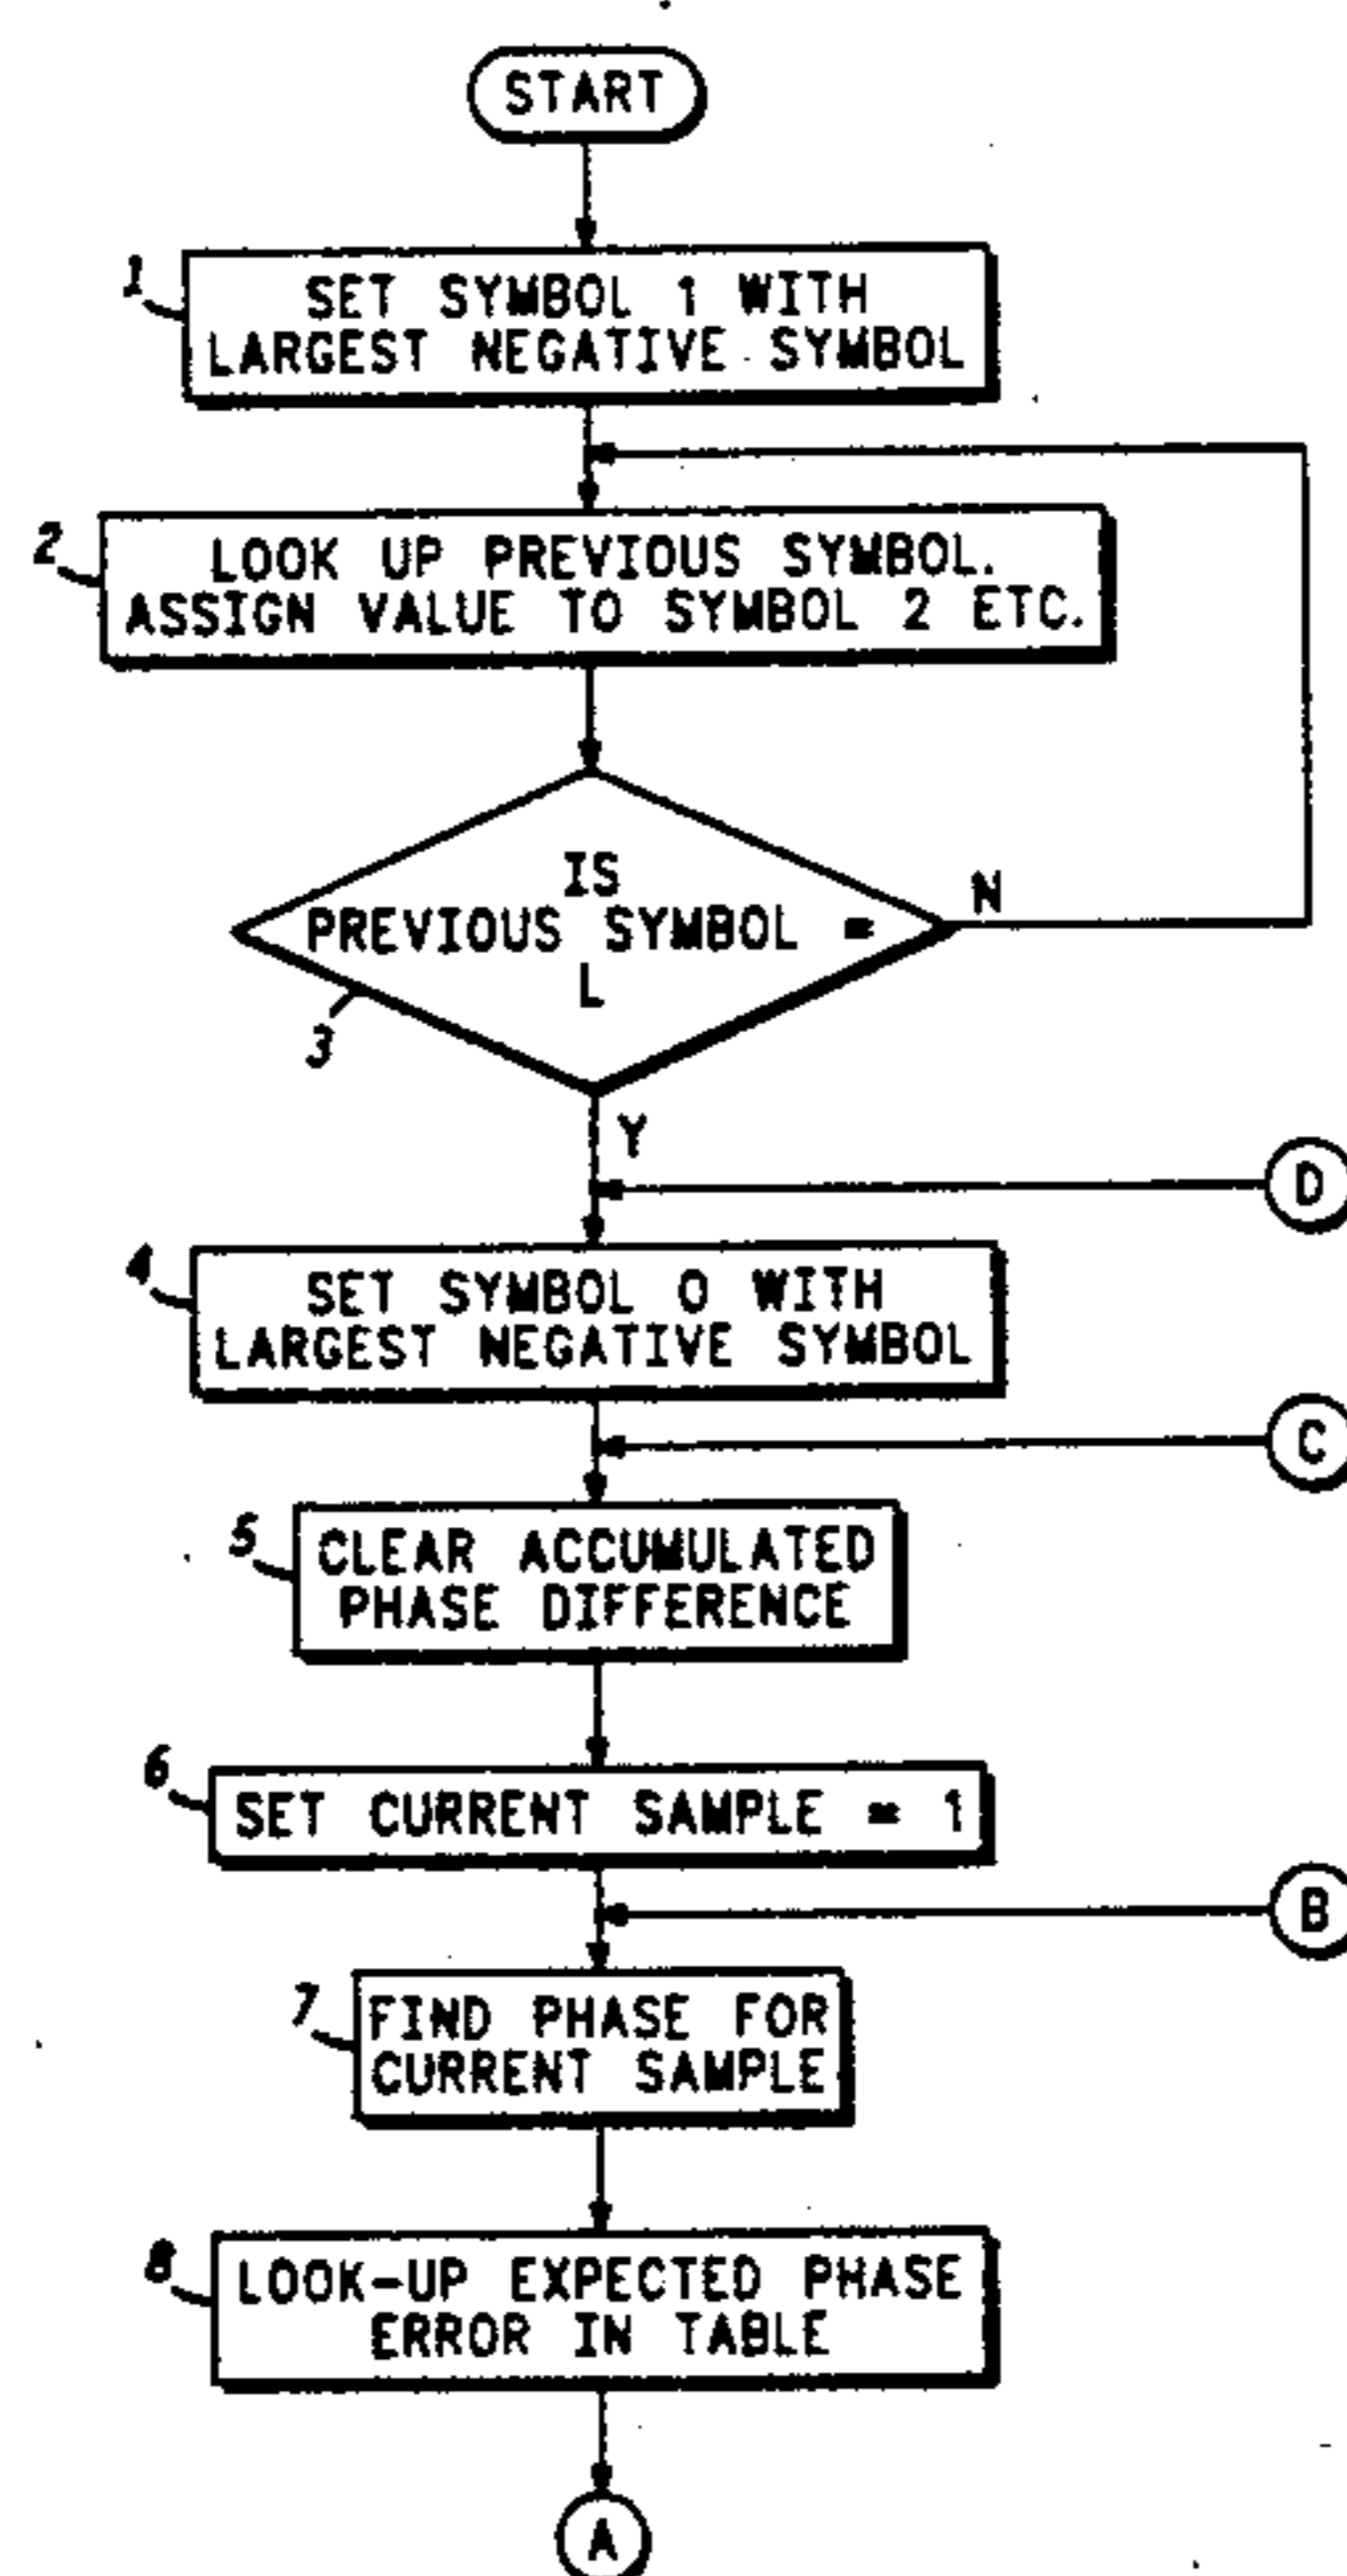 START
1
SET SYMBOL 1 WITH
LARGEST NEGATIVE SYMBOL
2
LOOK UP PREVIOUS SYMBOL.
ASSIGN VALUE TO SYMBOL 2 ETC.
IS
PREVIOUS SYMBOL =
L
N
3
Y
D
4
SET SYMBOL 0 WITH
LARGEST NEGATIVE SYMBOL
C
5
CLEAR ACCUMULATED
PHASE DIFFERENCE
6
SET CURRENT SAMPLE = 1
B
7
FIND PHASE FOR
CURRENT SAMPLE
8
LOOK-UP EXPECTED PHASE
ERROR IN TABLE
A